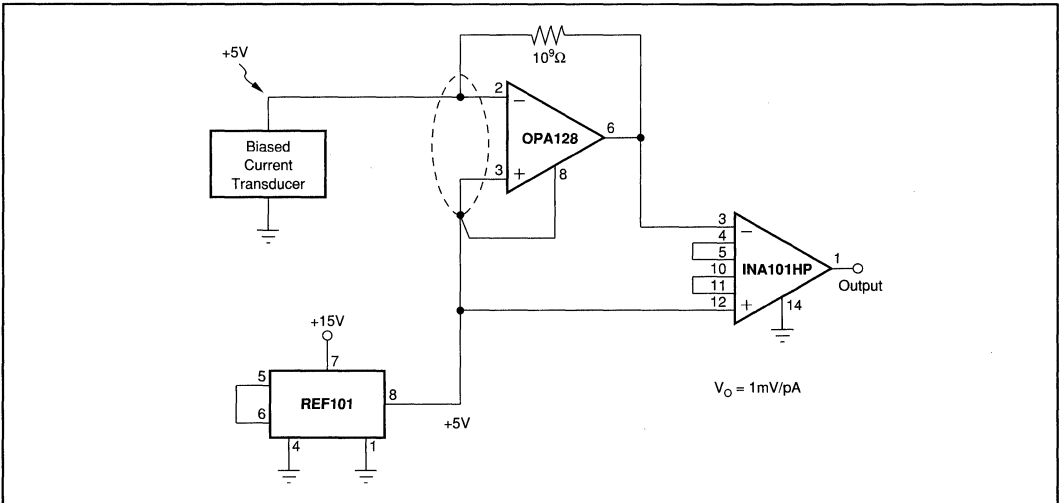 +5V
10⁹Ω
2
−
OPA128
6
Biased
Current
Transducer
3
+
8
3
−
4
5
INA101HP
1
10
11
Output
12
+
14
+15V
7
5
REF101
8
6
+5V
4
1
V_O = 1mV/pA